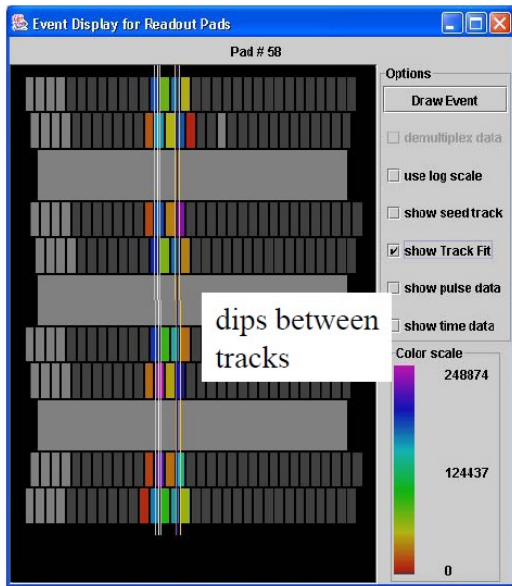 Event Display for Readout Pads
Pad # 58
Options
Draw Event
demultiplex data
use log scale
show seed track
show Track Fit
show pulse data
show time data
dips between
tracks
Color scale
248874
124437
0